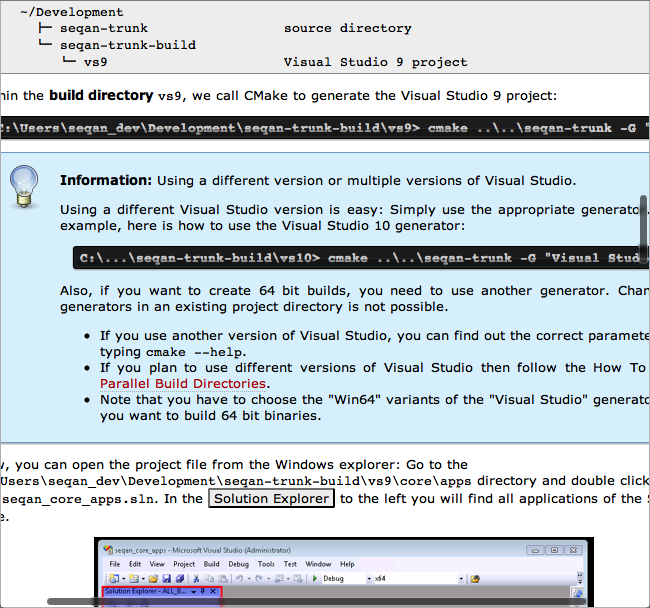 ~/Development
├─ seqan-trunk source directory
└─ seqan-trunk-build
└─ vs9 Visual Studio 9 project
hin the build directory vs9, we call CMake to generate the Visual Studio 9 project:
C:\Users\seqan_dev\Development\seqan-trunk-build\vs9> cmake ..\..\seqan-trunk -G "
Information: Using a different version or multiple versions of Visual Studio.
Using a different Visual Studio version is easy: Simply use the appropriate generator.
example, here is how to use the Visual Studio 10 generator:
C:\...\seqan-trunk-build\vs10> cmake ..\..\seqan-trunk -G "Visual Stud
Also, if you want to create 64 bit builds, you need to use another generator. Chan
generators in an existing project directory is not possible.
• If you use another version of Visual Studio, you can find out the correct paramete
typing cmake --help.
• If you plan to use different versions of Visual Studio then follow the How To
Parallel Build Directories.
• Note that you have to choose the "Win64" variants of the "Visual Studio" generato
you want to build 64 bit binaries.
w, you can open the project file from the Windows explorer: Go to the
Users\seqan_dev\Development\seqan-trunk-build\vs9\core\apps directory and double click
seqan_core_apps.sln. In the Solution Explorer to the left you will find all applications of the S
e.
seqan_core_apps - Microsoft Visual Studio (Administrator)
File Edit View Project Build Debug Tools Test Window Help
Debug x64
Solution Explorer - ALL_B...